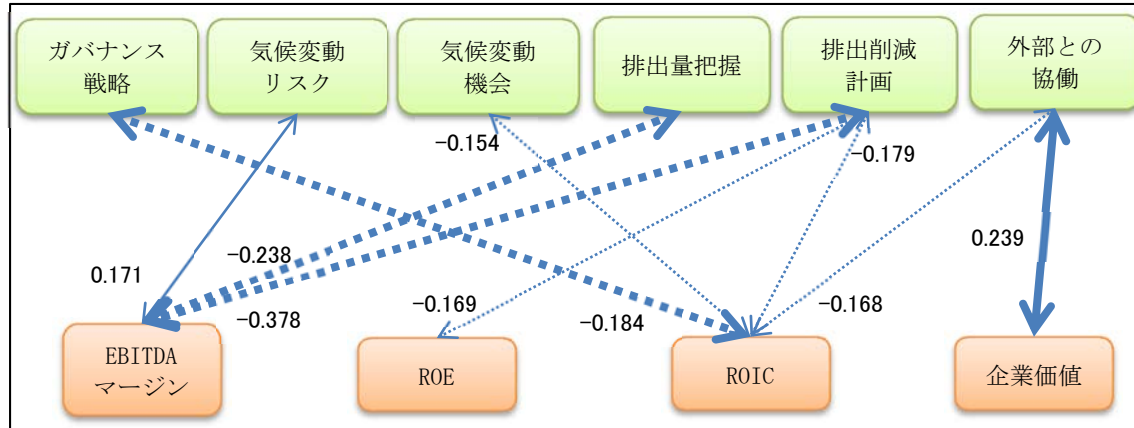 ガバナンス
戦略
気候変動
リスク
気候変動
機会
排出量把握
排出削減
計画
外部との
協働
-0.154
-0.179
-0.238
0.239
0.171
-0.169
-0.168
-0.378
-0.184
EBITDA
マージン
ROE
ROIC
企業価値